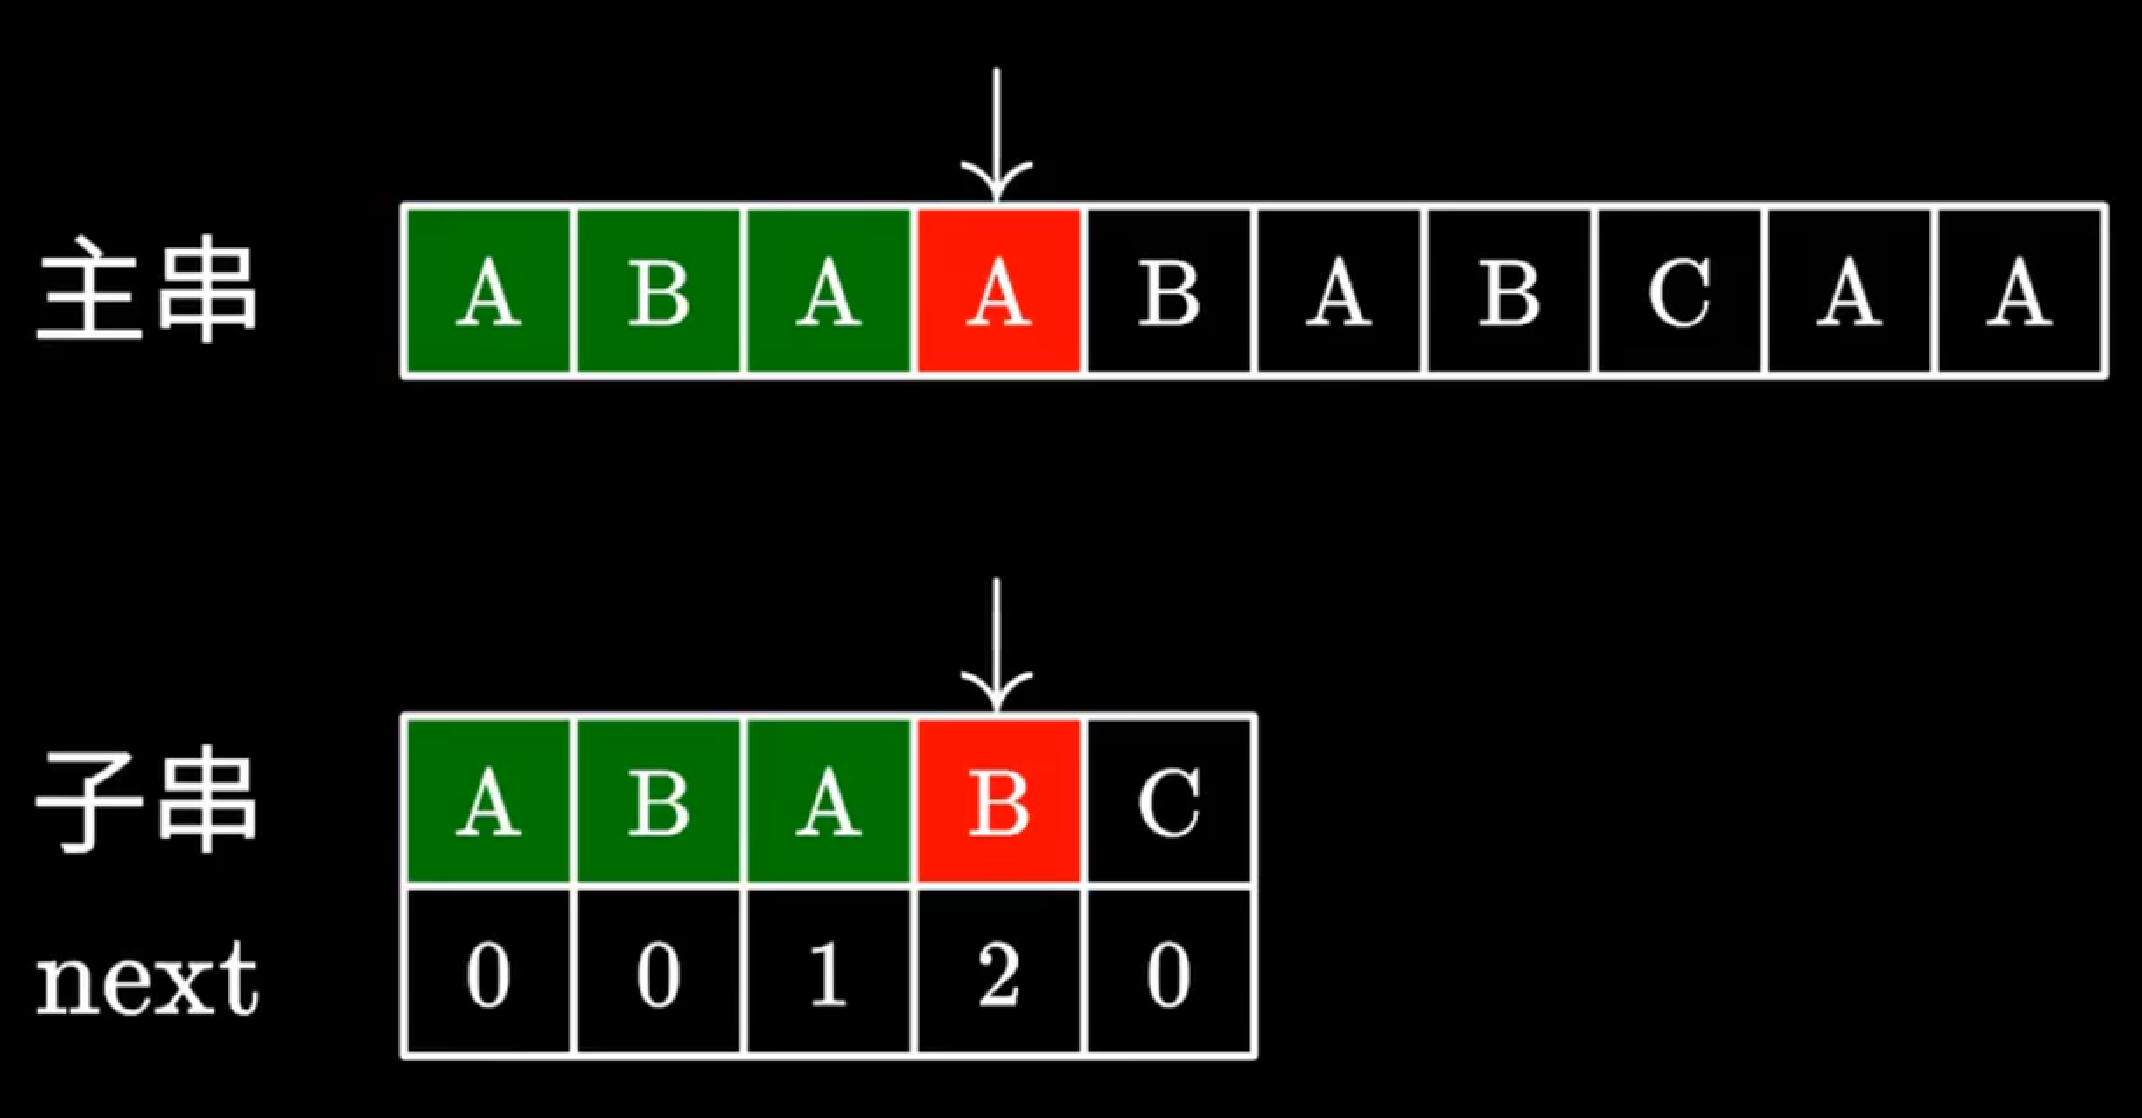 主串 A B A A B A B C A A
子串 A B A B C
next 0 0 1 2 0